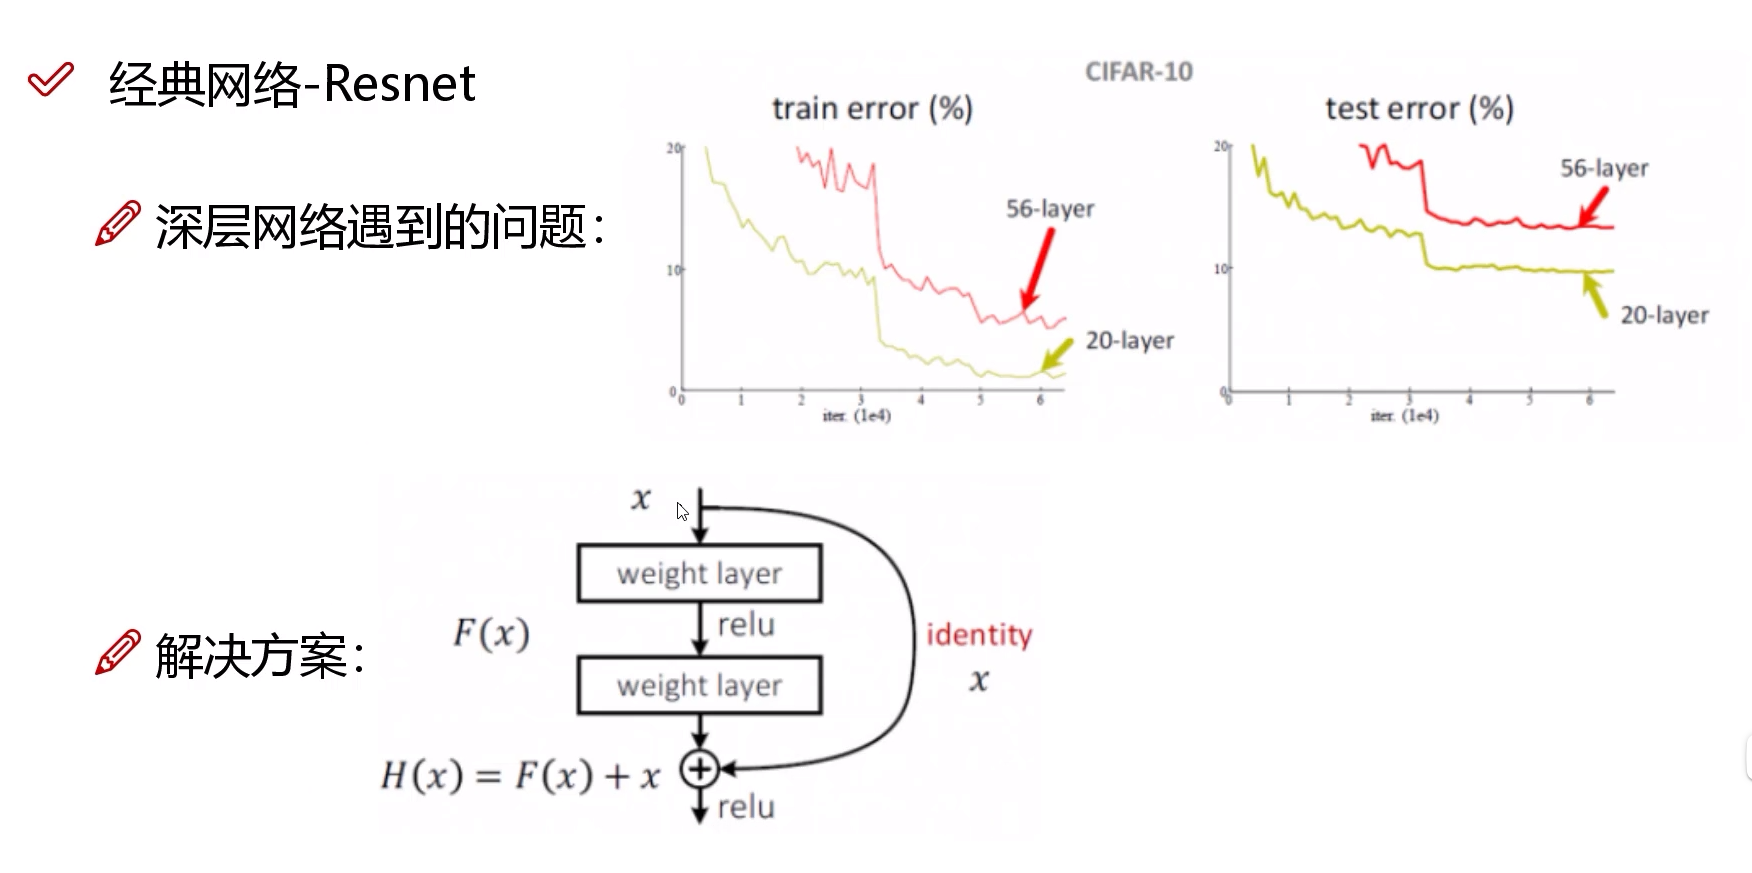 经典网络-Resnet
深层网络遇到的问题：
CIFAR-10
train error (%)
20
10
0
0 1 2 3 4 5 6
iter. (1e4)
56-layer
20-layer
test error (%)
20
10
0
0 1 2 3 4 5 6
iter. (1e4)
56-layer
20-layer
解决方案：
x
weight layer
relu
F(x)
weight layer
identity
x
H(x) = F(x) + x
relu